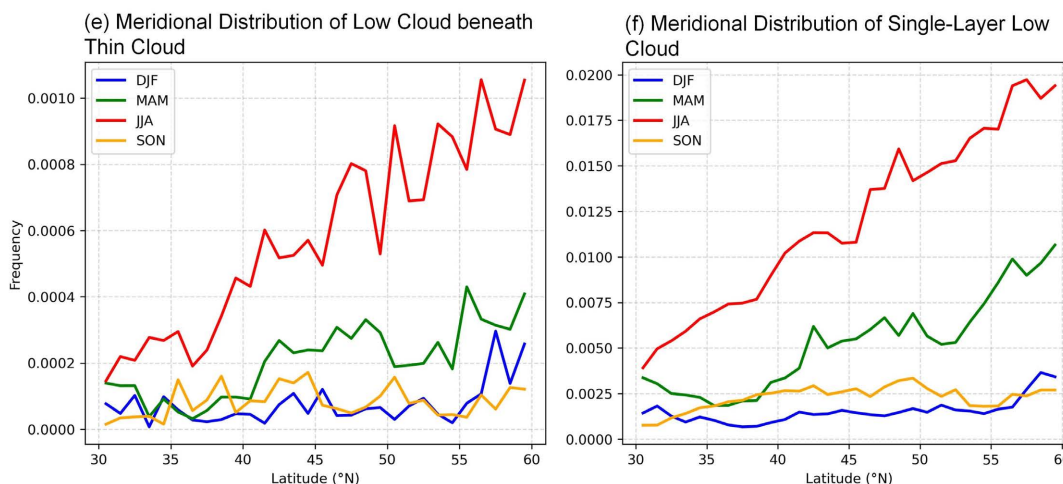 (e) Meridional Distribution of Low Cloud beneath
Thin Cloud
DJF
MAM
JJA
SON
0.0010
0.0008
0.0006
0.0004
0.0002
0.0000
Frequency
30
35
40
45
50
55
60
Latitude (°N)
(f) Meridional Distribution of Single-Layer Low
Cloud
DJF
MAM
JJA
SON
0.0200
0.0175
0.0150
0.0125
0.0100
0.0075
0.0050
0.0025
0.0000
30
35
40
45
50
55
60
Latitude (°N)